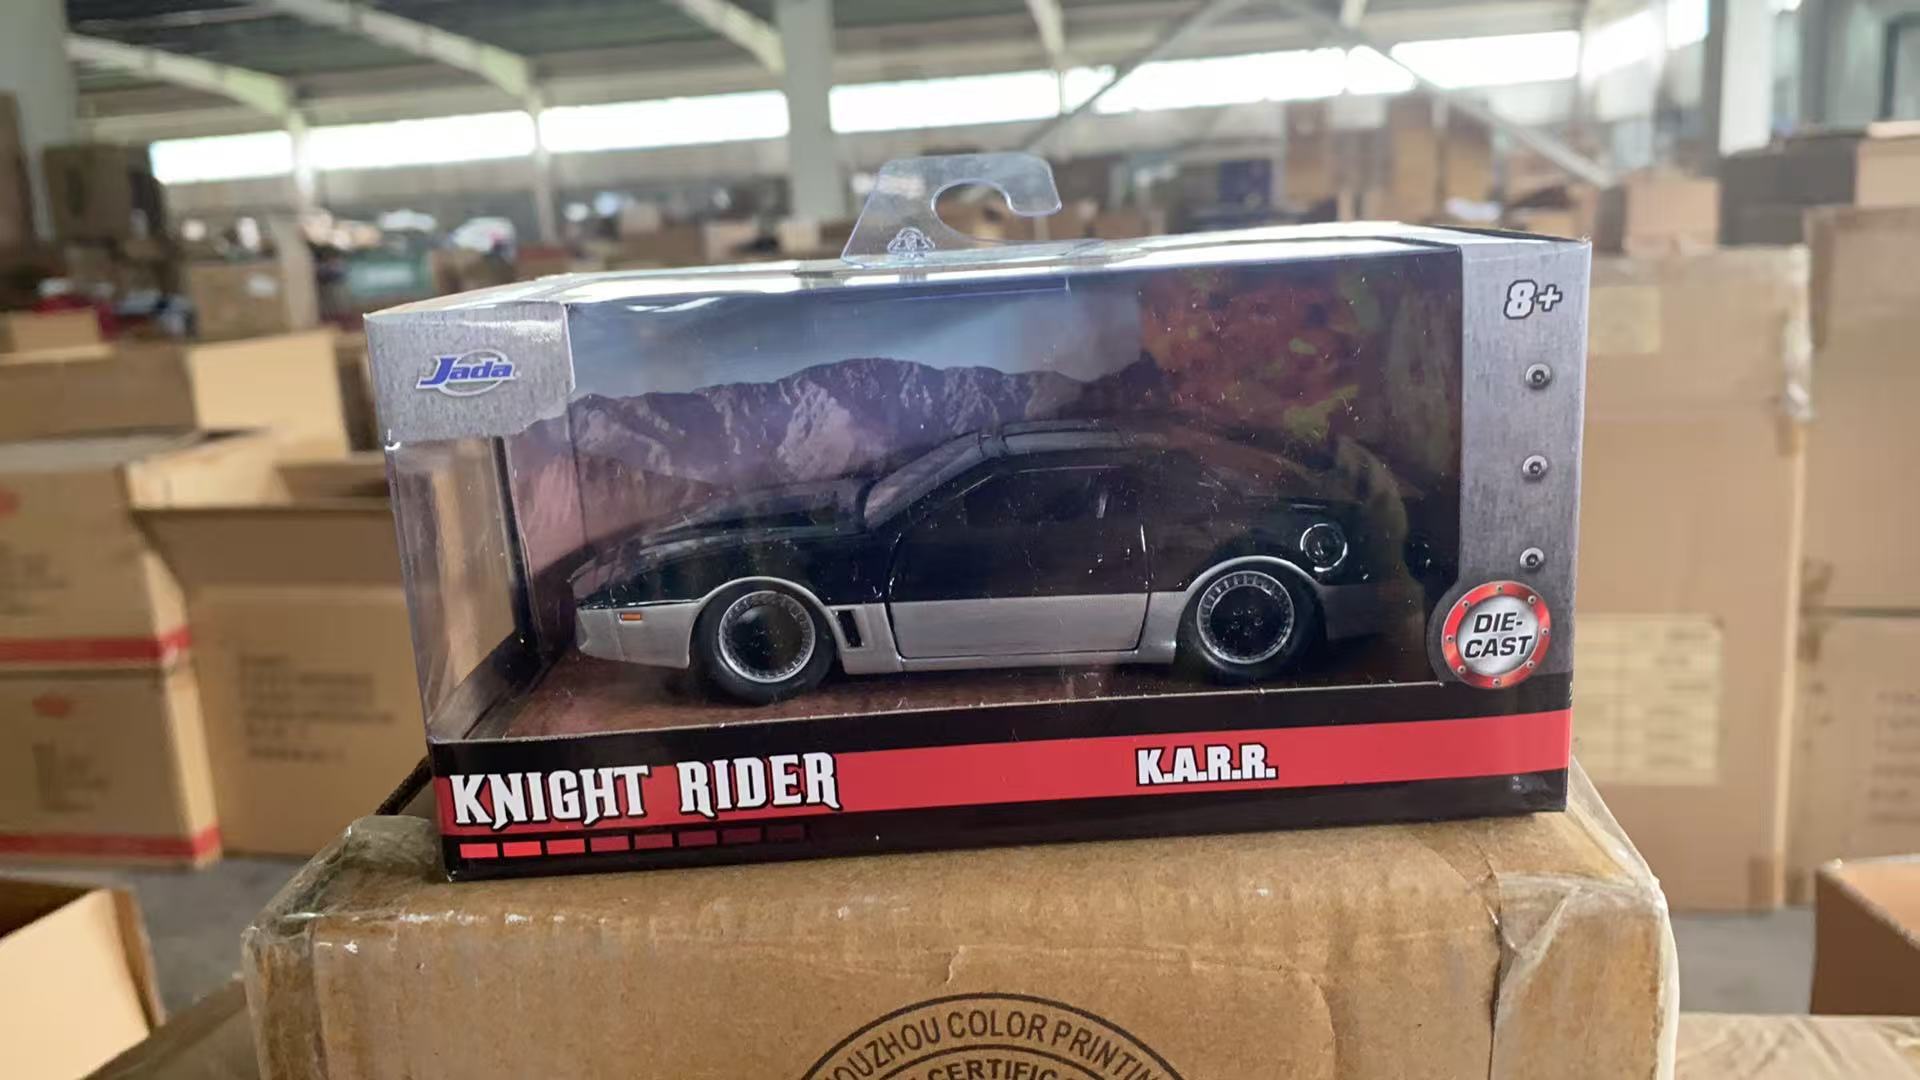 8+
Jada
DIE-
CAST
KNIGHT RIDER
K.A.R.R.
OUZHOU COLOR PRINTIN
CERTIFIC